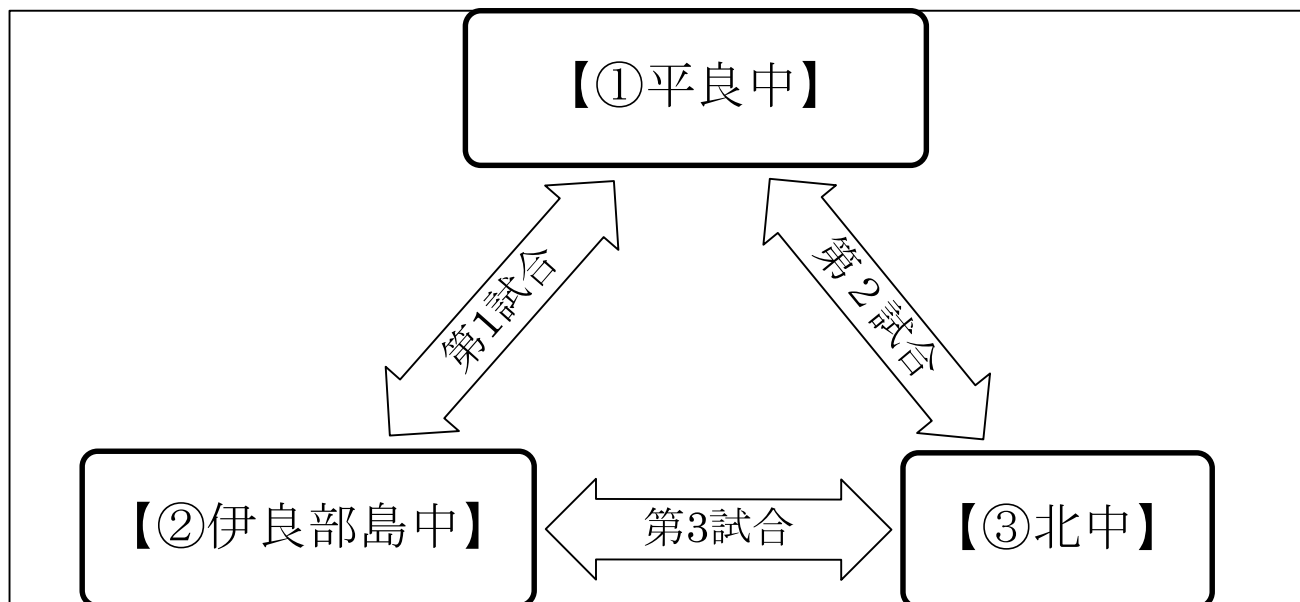 【①平良中】
第1試合
第２試合
【②伊良部島中】
第3試合
【③北中】